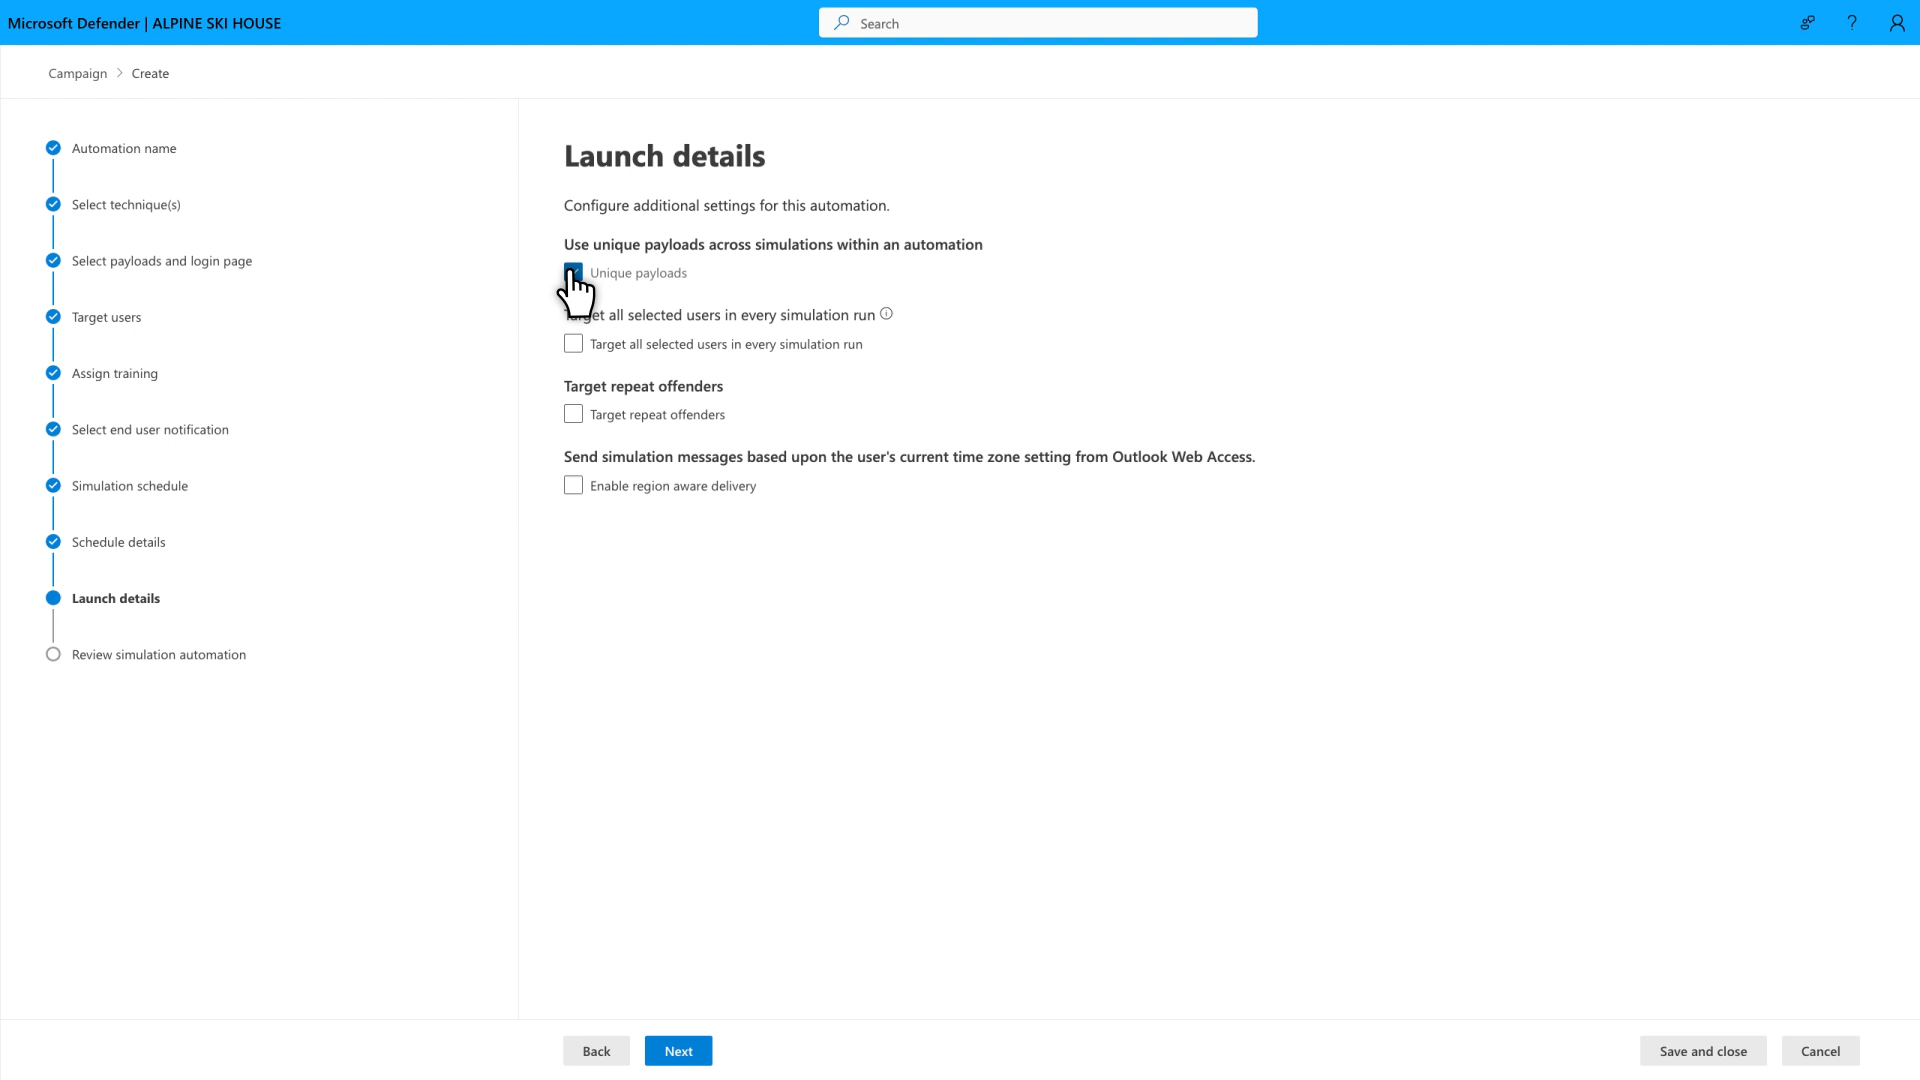 Microsoft Defender | ALPINE SKI HOUSE
Search
?
Campaign > Create
Automation name
Select technique(s)
Select payloads and login page
Target users
Assign training
Select end user notification
Simulation schedule
Schedule details
Launch details
Review simulation automation
Launch details
Configure additional settings for this automation.
Use unique payloads across simulations within an automation
Unique payloads
all selected users in every simulation run
Target all selected users in every simulation run
Target repeat offenders
Target repeat offenders
Send simulation messages based upon the user's current time zone setting from Outlook Web Access.
Enable region aware delivery
Back
Next
Save and close
Cancel